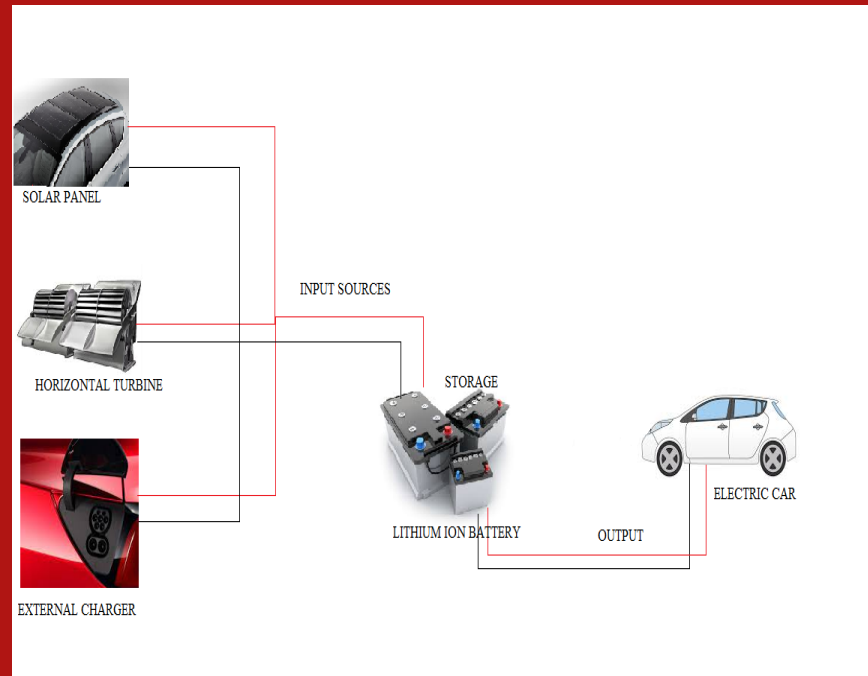 SOLAR PANEL
INPUT SOURCES
HORIZONTAL TURBINE
STORAGE
ELECTRIC CAR
LITHIUM ION BATTERY
OUTPUT
EXTERNAL CHARGER